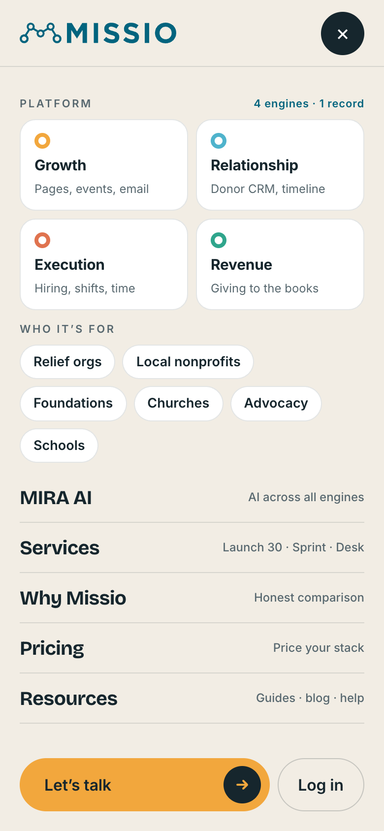 MISSIO
PLATFORM
4 engines · 1 record
Growth
Pages, events, email
Relationship
Donor CRM, timeline
Execution
Hiring, shifts, time
Revenue
Giving to the books
WHO IT’S FOR
Relief orgs
Local nonprofits
Foundations
Churches
Advocacy
Schools
MIRA AI
AI across all engines
Services
Launch 30 · Sprint · Desk
Why Missio
Honest comparison
Pricing
Price your stack
Resources
Guides · blog · help
Let’s talk
Log in